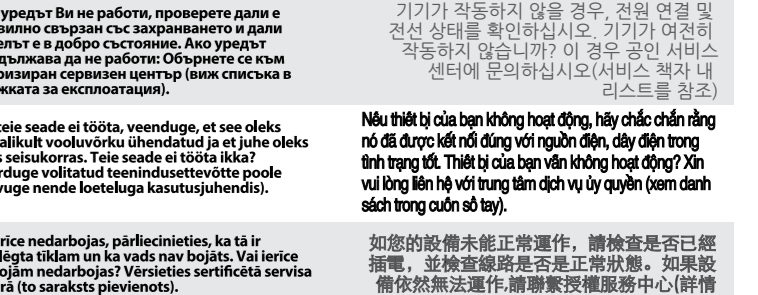 уредът Ви не работи, проверете дали е
свързан със захранването и дали
е в добро състояние. Ако уредът
да не работи: Обърнете се към
сервизен център (виж списъка в
за експлоатация).
기기가 작동하지 않을 경우, 전원 연결 및
전선 상태를 확인하십시오. 기기가 여전히
작동하지 않습니까? 이 경우 공인 서비스
센터에 문의하십시오(서비스 책자 내
리스트를 참조)
seade ei tööta, veenduge, et see oleks
vooluvõrku ühendatud ja et juhe oleks
seisukorras. Teie seade ei tööta ikka?
volitatud teenindusettevõtte poole
nende loeteluga kasutusjuhendis).
Nếu thiết bị của bạn không hoạt động, hãy chắc chắn rằng
nó đã được kết nối đúng với nguồn điện, dây điện trong
tình trạng tốt. Thiết bị của bạn vẫn không hoạt động? Xin
vui lòng liên hệ với trung tâm dịch vụ ủy quyền (xem danh
sách trong cuốn sổ tay).
nedarbojas, pārliecinieties, ka tā ir
tīklam un ka vads nav bojāts. Vai ierīce
nedarbojas? Vērsieties sertificētā servisa
(to saraksts pievienots).
如您的設備未能正常運作，請檢查是否已經
插電，並檢查線路是否是正常狀態。如果設
備依然無法運作,請聯繫授權服務中心(詳情